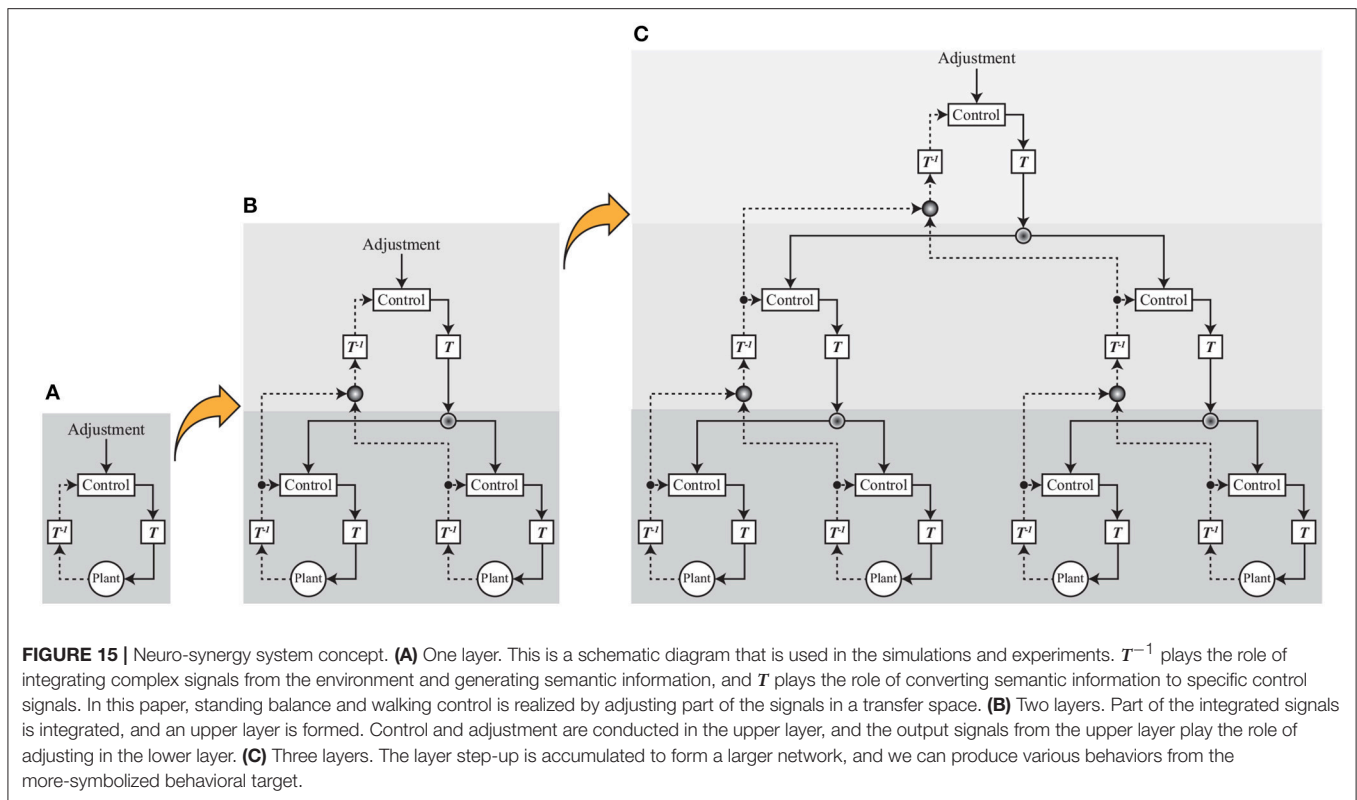 C
Adjustment
Control
T-1
T
B
Adjustment
Control
Control
Control
T-1
T
T-1
T
T-1
T
A
Adjustment
Control
Control
Control
Control
Control
Control
Control
T-1
T
T-1
T
T-1
T
T-1
T
T-1
T
T-1
T
T-1
T
Plant
Plant
Plant
Plant
Plant
Plant
Plant
FIGURE 15 | Neuro-synergy system concept. (A) One layer. This is a schematic diagram that is used in the simulations and experiments. T−1 plays the role of
integrating complex signals from the environment and generating semantic information, and T plays the role of converting semantic information to specific control
signals. In this paper, standing balance and walking control is realized by adjusting part of the signals in a transfer space. (B) Two layers. Part of the integrated signals
is integrated, and an upper layer is formed. Control and adjustment are conducted in the upper layer, and the output signals from the upper layer play the role of
adjusting in the lower layer. (C) Three layers. The layer step-up is accumulated to form a larger network, and we can produce various behaviors from the
more-symbolized behavioral target.